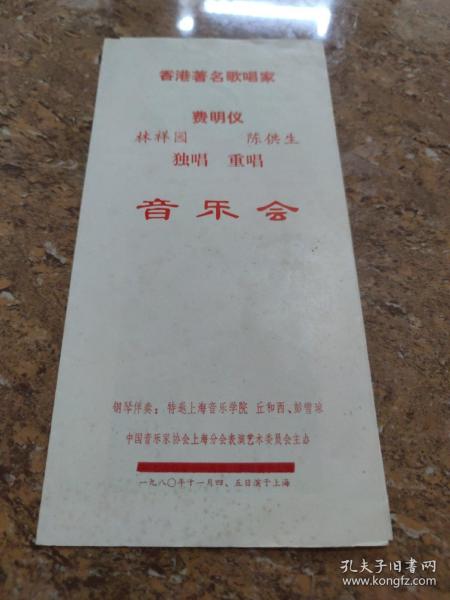 香港著名歌唱家
费明仪
林祥园 陈供生
独唱 重唱
音乐会
钢琴伴奏：特邀上海音乐学院 丘和西、彭雪琼
中国音乐家协会上海分会表演艺术委员会主办
一九八〇年十一月四、五日演于上海
孔夫子旧书网
www.kongfz.com